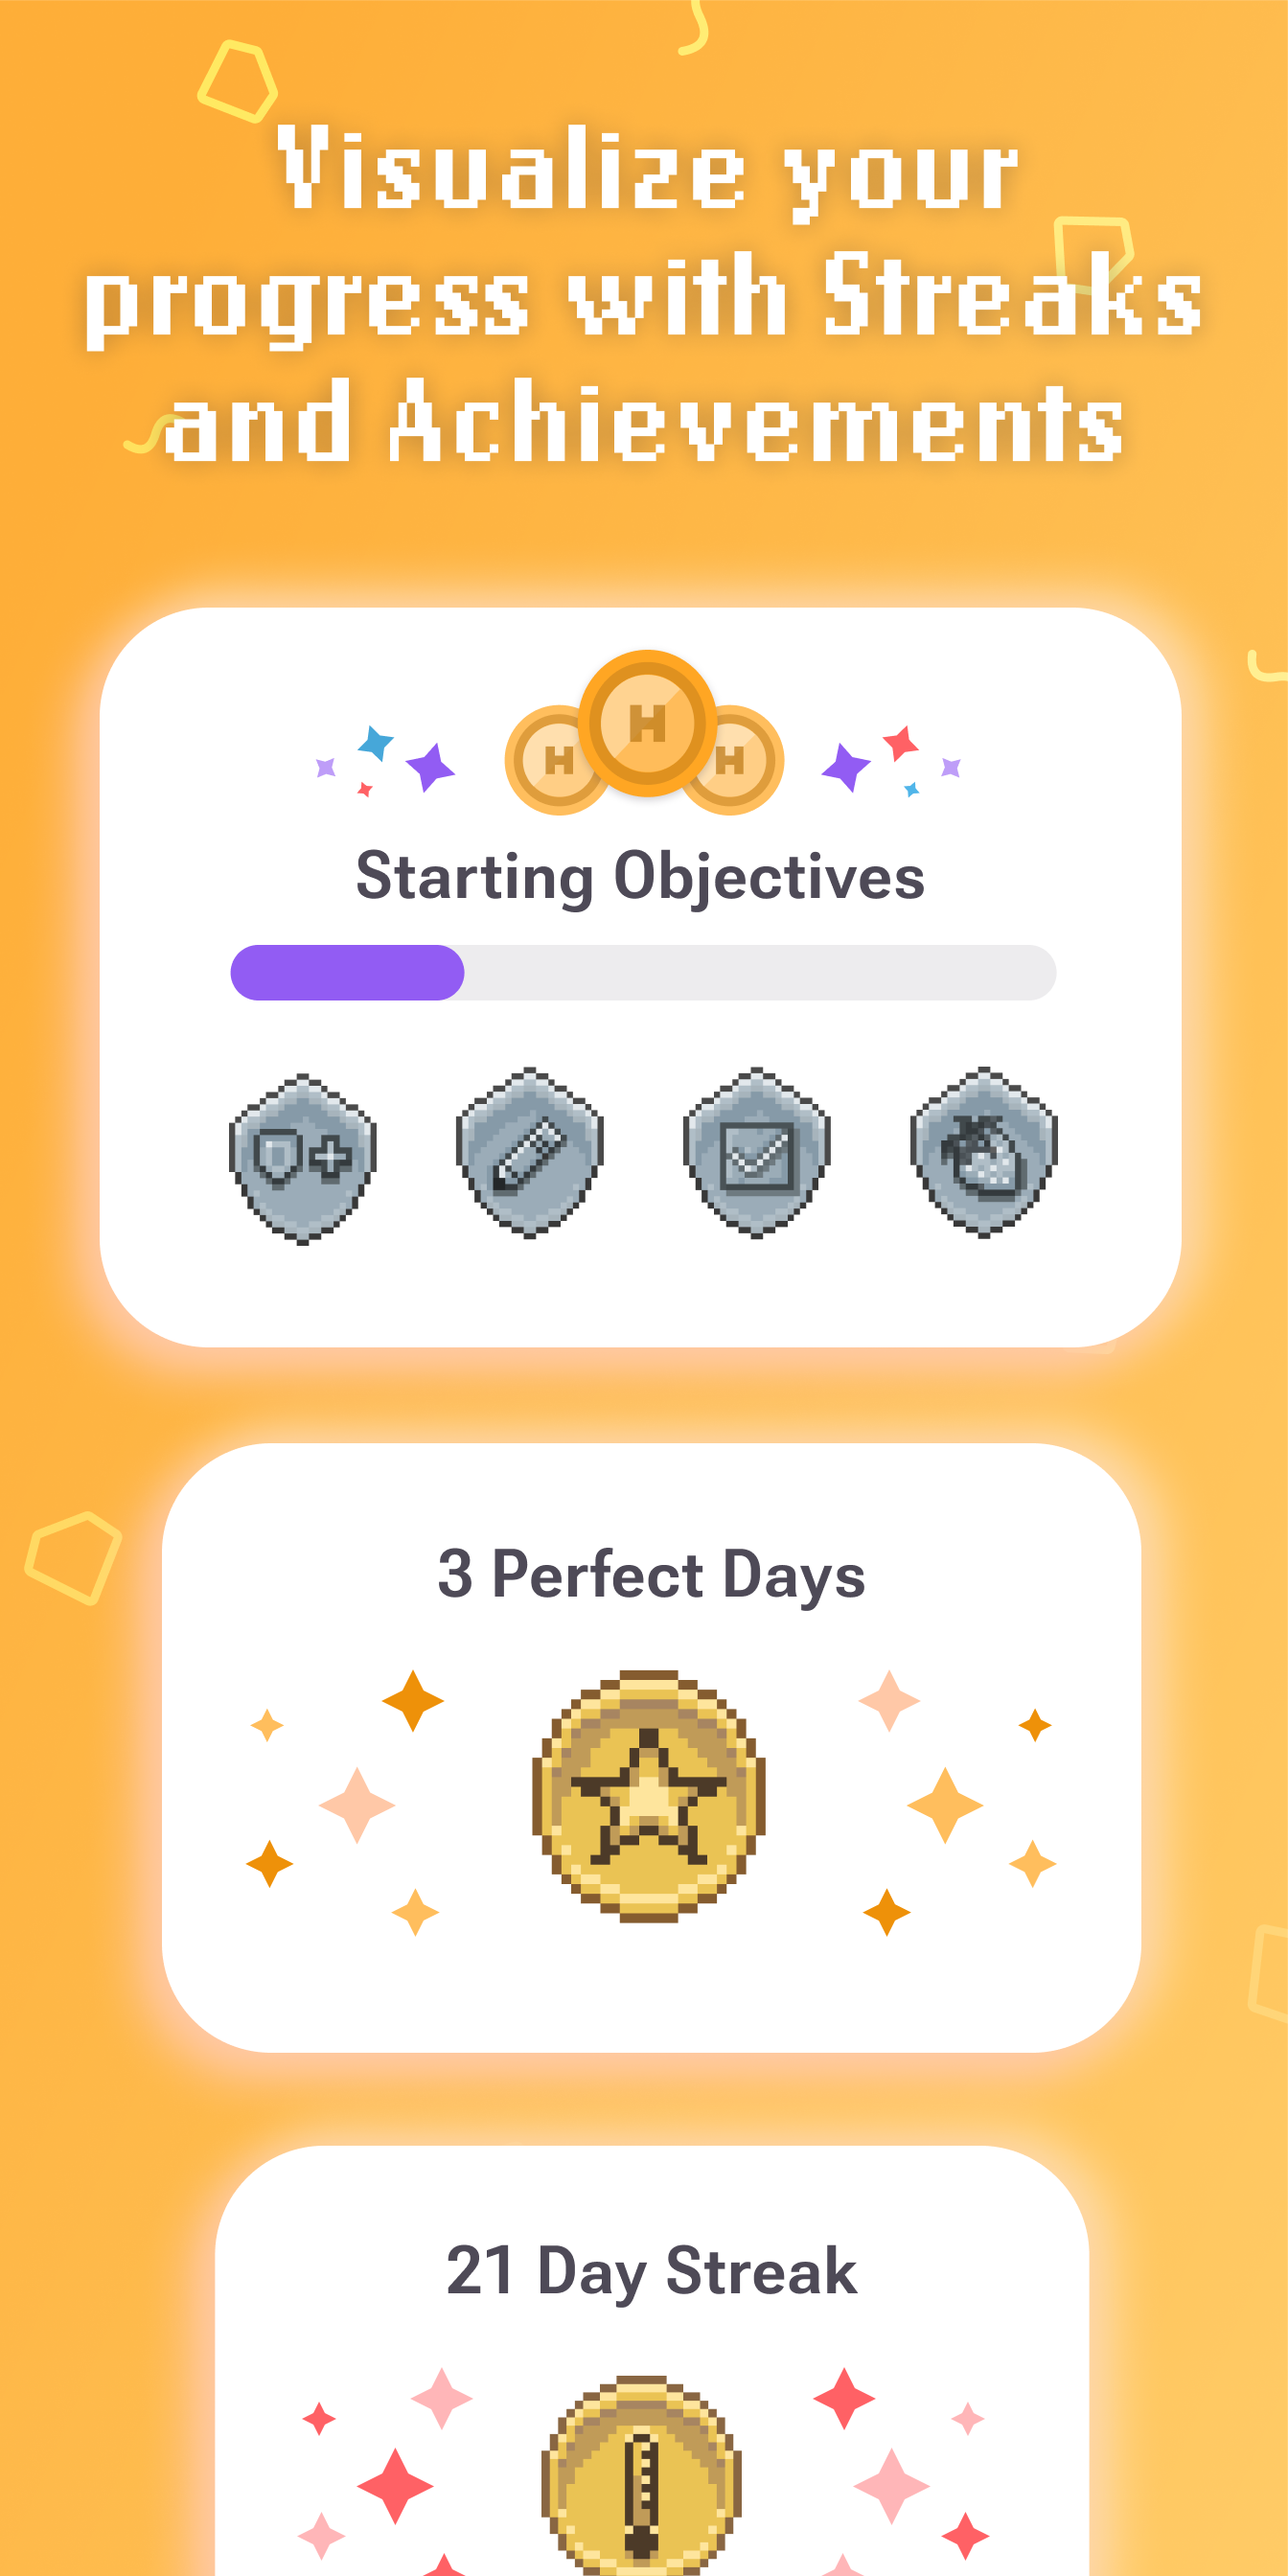 Visualize your
progress with Streaks
and Achievements
H H H
Starting Objectives
3 Perfect Days
21 Day Streak